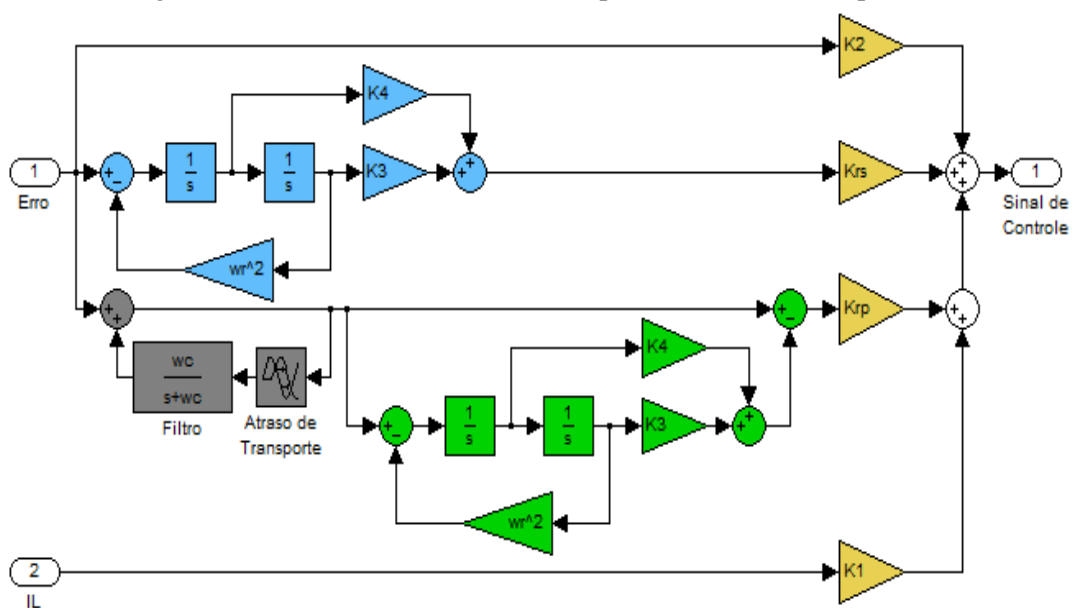 K2
K4
1
1
s
1
s
K3
Krs
1
Erro
Sinal de
Controle
wr^2
Krp
K4
wc
s+wc
Filtro
Atraso de
Transporte
1
s
1
s
K3
wr^2
2
IL
K1